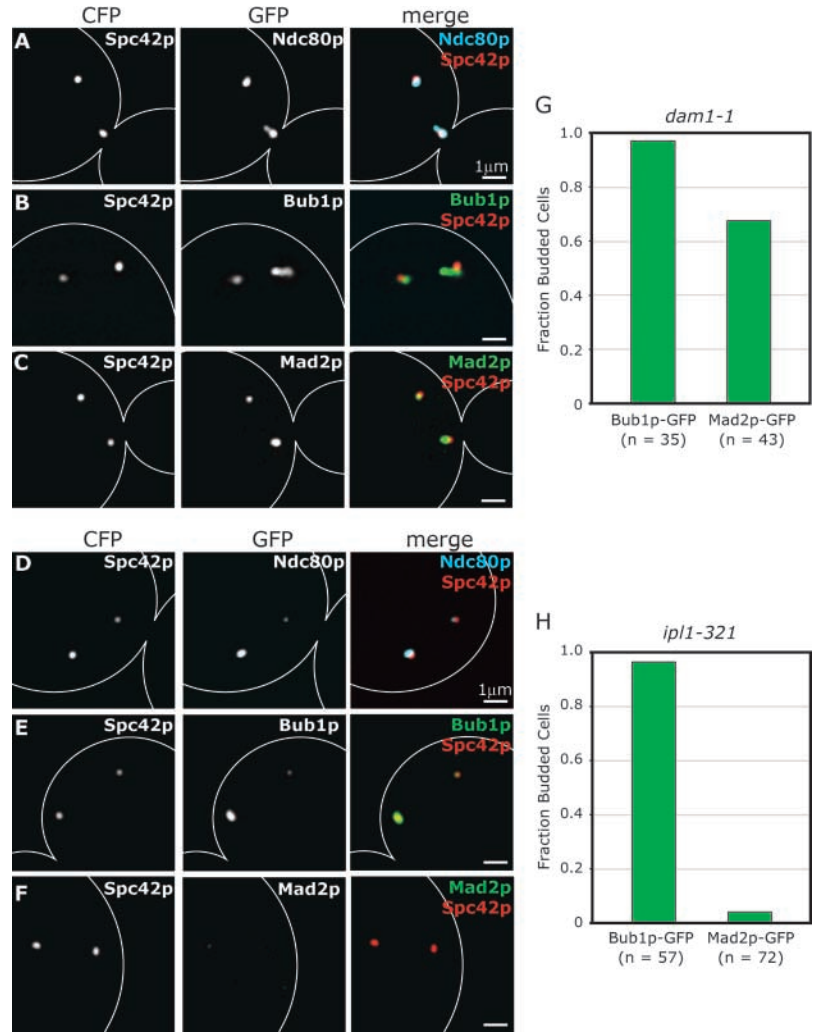 CFP GFP merge
A Spc42p Ndc80p Ndc80p
Spc42p
1μm
B Spc42p Bub1p Bub1p
Spc42p
C Spc42p Mad2p Mad2p
Spc42p
G
dam1-1
Fraction Budded Cells
1.0
0.8
0.6
0.4
0.2
0
Bub1p-GFP Mad2p-GFP
(n = 35) (n = 43)
CFP GFP merge
D Spc42p Ndc80p Ndc80p
Spc42p
1μm
E Spc42p Bub1p Bub1p
Spc42p
F Spc42p Mad2p Mad2p
Spc42p
H
ipl1-321
Fraction Budded Cells
1.0
0.8
0.6
0.4
0.2
0
Bub1p-GFP Mad2p-GFP
(n = 57) (n = 72)